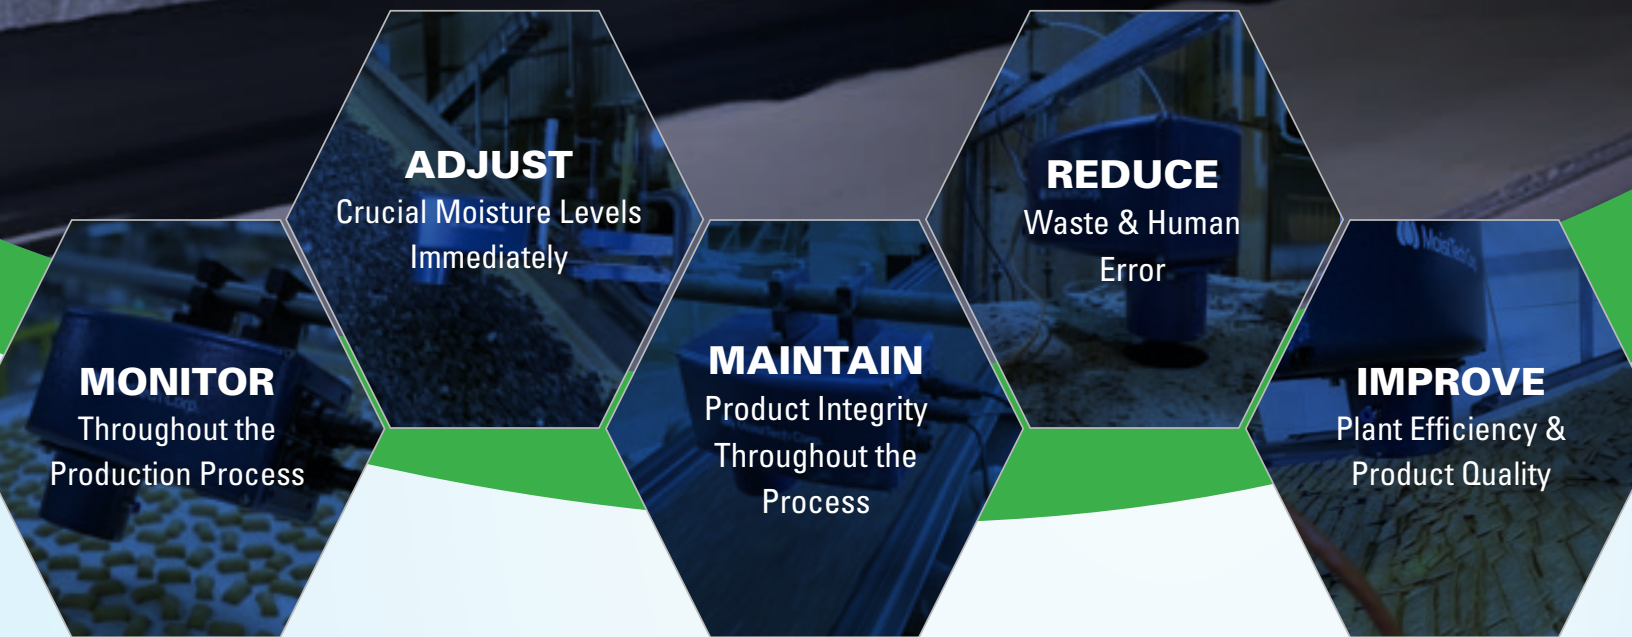 MONITOR
Throughout the
Production Process
ADJUST
Crucial Moisture Levels
Immediately
MAINTAIN
Product Integrity
Throughout the
Process
REDUCE
Waste & Human
Error
IMPROVE
Plant Efficiency &
Product Quality